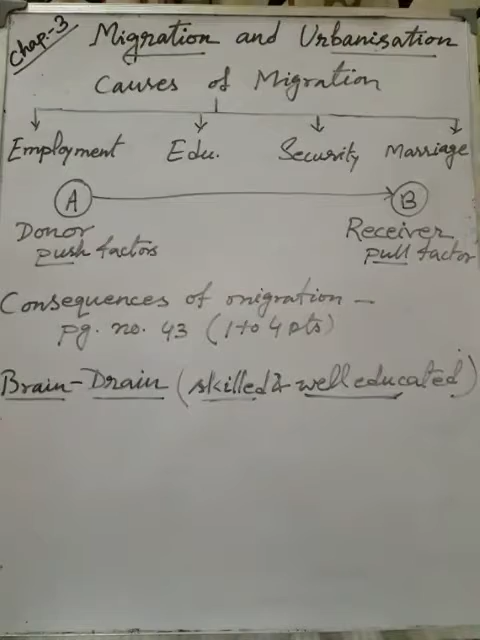 Chap-3
Migration and Urbanisation
Causes of Migration
Employment Edu. Security Marriage
A B
Donor Receiver
push factors pull factor
Consequences of migration -
pg. no. 43 (1 to 4 pts)
Brain-Drain (skilled & well educated)